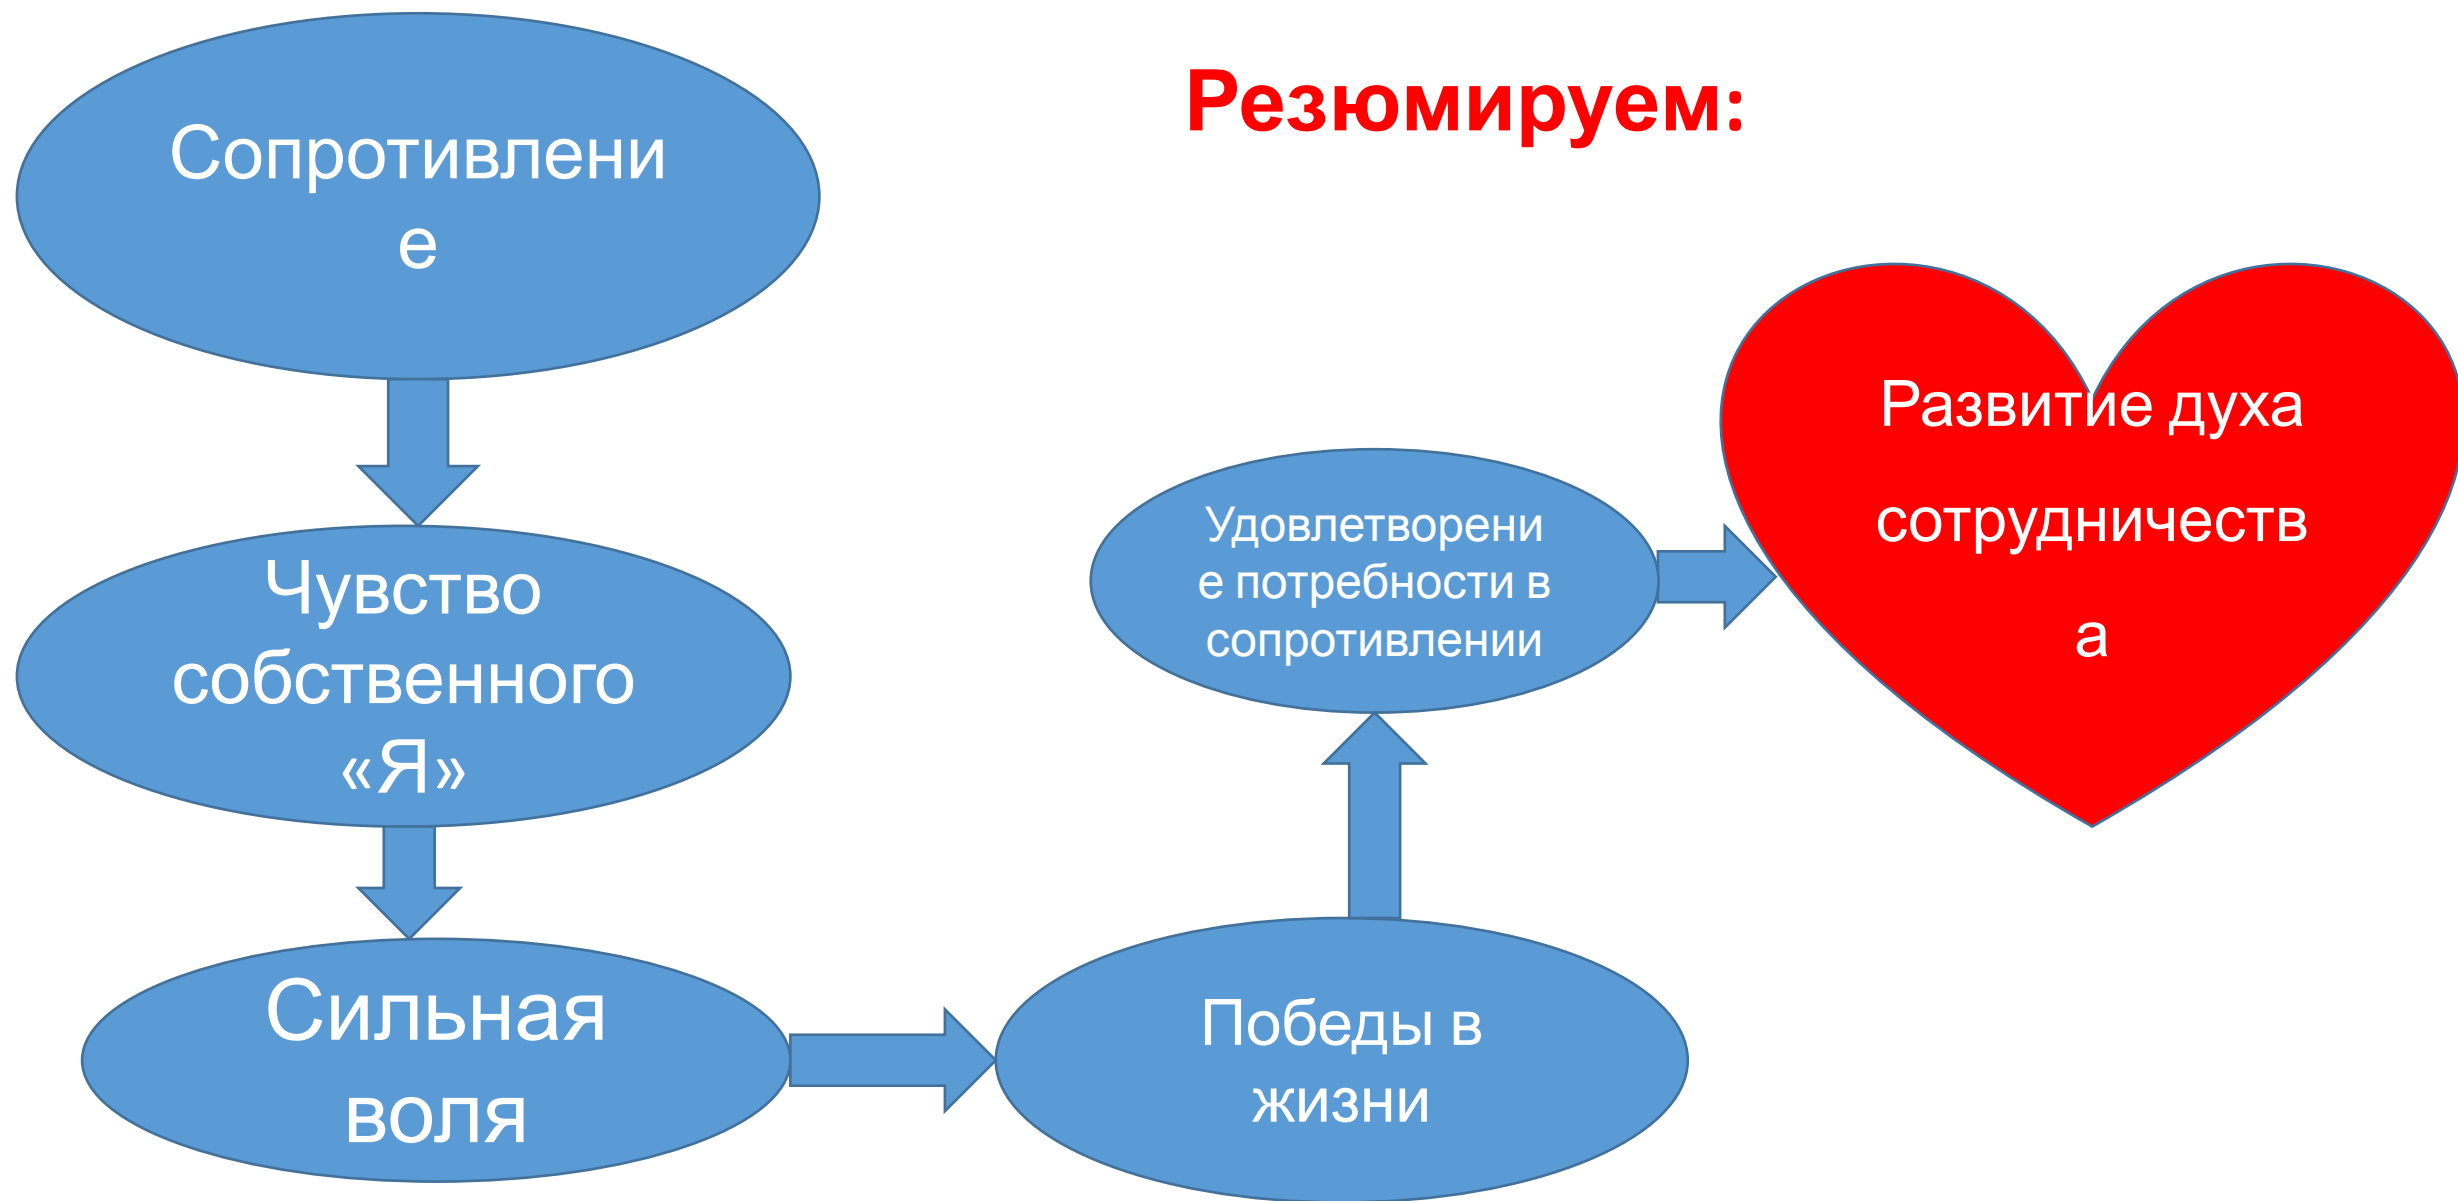 Резюмируем:
Сопротивлени
е
Чувство
собственного
«Я»
Сильная
воля
Победы в
жизни
Удовлетворени
е потребности в
сопротивлении
Развитие духа
сотрудничеств
а